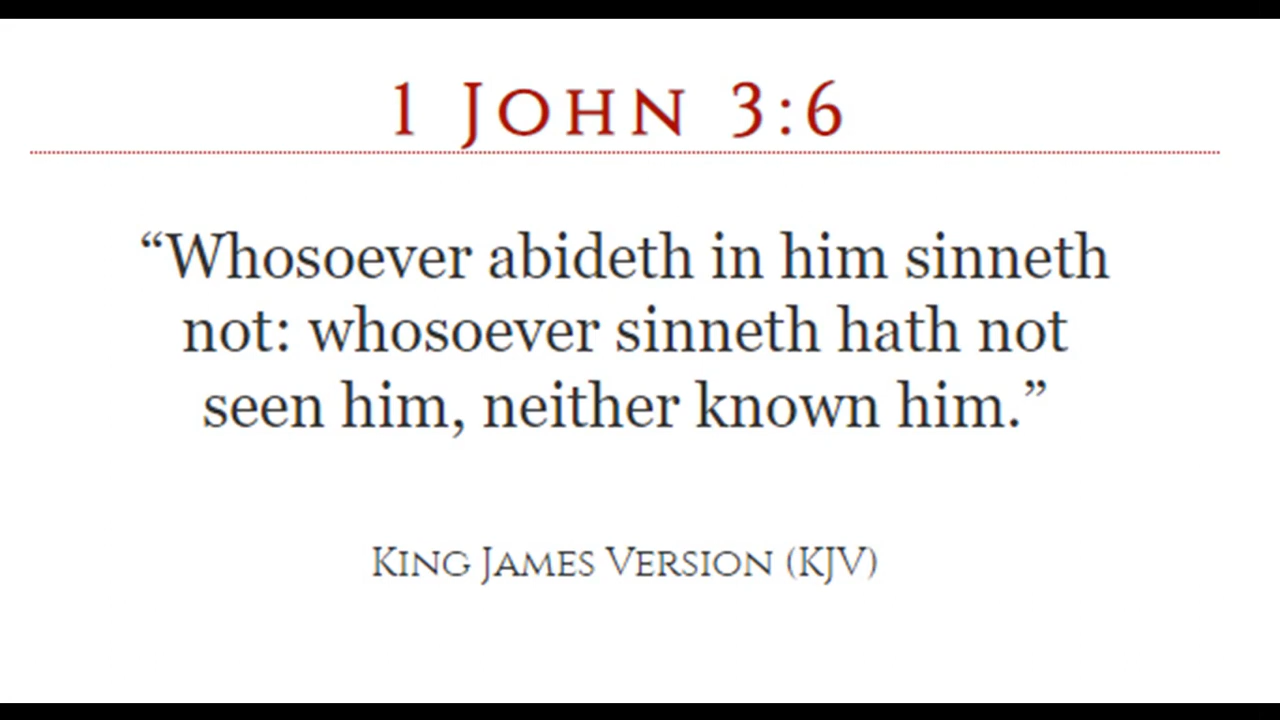 1 John 3:6
“Whosoever abideth in him sinneth
not: whosoever sinneth hath not
seen him, neither known him.”
King James Version (KJV)